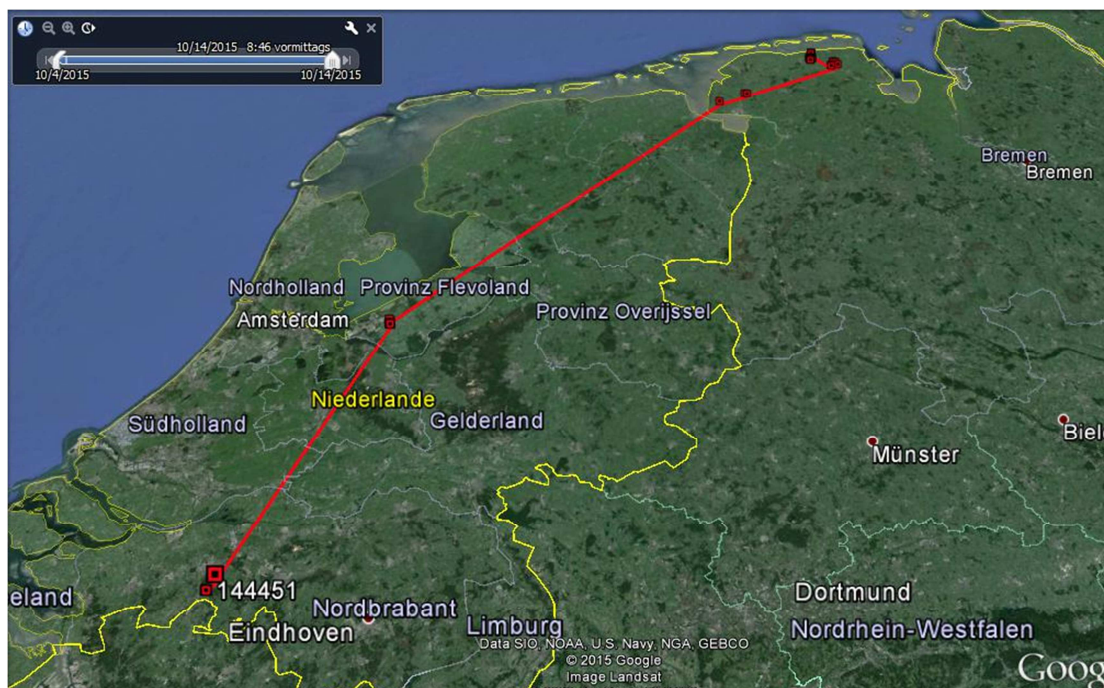 10/14/2015 8:46 vormittags
10/4/2015
10/14/2015
Bremen
Bremen
Nordholland
Provinz Flevoland
Amsterdam
Provinz Overijssel
Niederlande
Südholland
Gelderland
Münster
144451
eland
Nordbrabant
Dortmund
Eindhoven
Limburg
Nordrhein-Westfalen
Data SIO, NOAA, U.S. Navy, NGA, GEBCO
© 2015 Google
Image Landsat
Goog
Biele